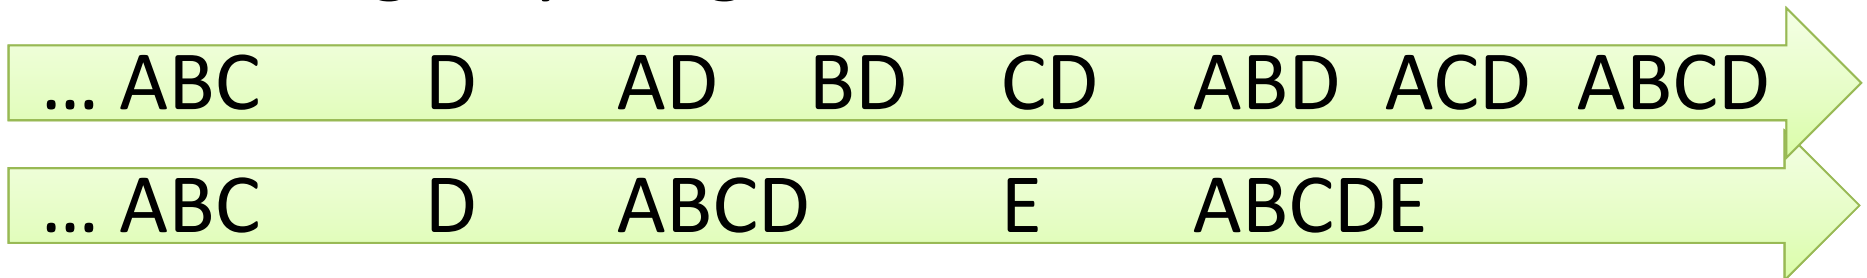 ... ABC D AD BD CD ABD ACD ABCD
... ABC D ABCD E ABCDE